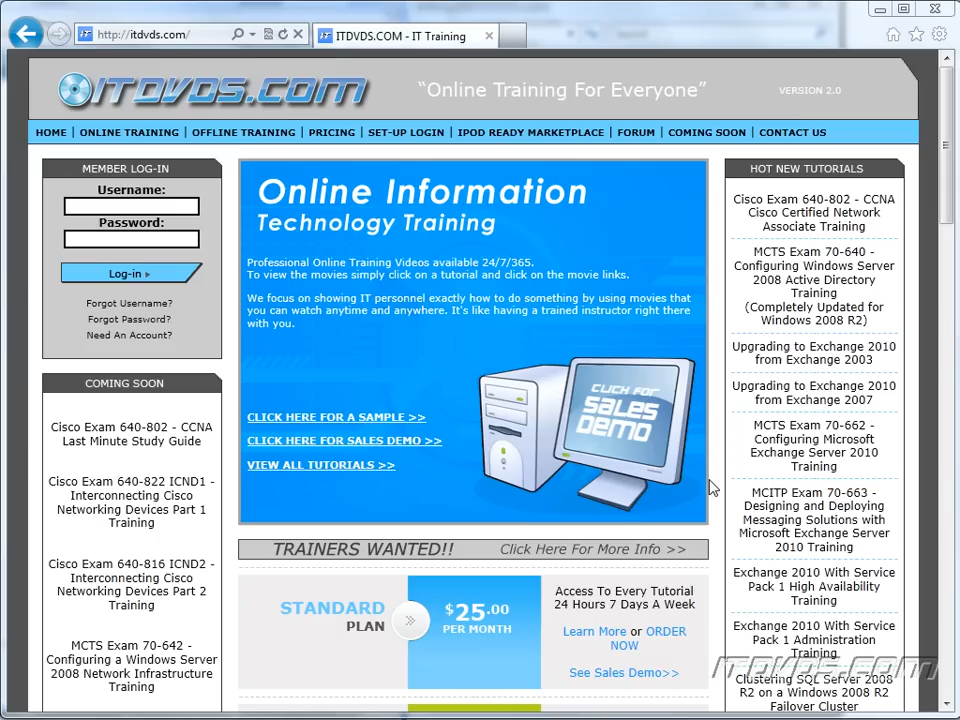 http://itdvds.com/
ITDVDS.COM - IT Training
ITDVDS.COM
“Online Training For Everyone”
VERSION 2.0
HOME | ONLINE TRAINING | OFFLINE TRAINING | PRICING | SET-UP LOGIN | IPOD READY MARKETPLACE | FORUM | COMING SOON | CONTACT US
MEMBER LOG-IN
Username:
Password:
Log-in
Forgot Username?
Forgot Password?
Need An Account?
COMING SOON
Cisco Exam 640-802 - CCNA
Last Minute Study Guide
Cisco Exam 640-822 ICND1 -
Interconnecting Cisco
Networking Devices Part 1
Training
Cisco Exam 640-816 ICND2 -
Interconnecting Cisco
Networking Devices Part 2
Training
MCTS Exam 70-642 -
Configuring a Windows Server
2008 Network Infrastructure
Training
Online Information
Technology Training
Professional Online Training Videos available 24/7/365.
To view the movies simply click on a tutorial and click on the movie links.
We focus on showing IT personnel exactly how to do something by using movies that
you can watch anytime and anywhere. It's like having a trained instructor right there
with you.
CLICK HERE FOR A SAMPLE >>
CLICK HERE FOR SALES DEMO >>
VIEW ALL TUTORIALS >>
CLICK FOR
SALES
DEMO
TRAINERS WANTED!! Click Here For More Info >>
STANDARD
PLAN
$25.00
PER MONTH
Access To Every Tutorial
24 Hours 7 Days A Week
Learn More or ORDER
NOW
See Sales Demo>>
HOT NEW TUTORIALS
Cisco Exam 640-802 - CCNA
Cisco Certified Network
Associate Training
MCTS Exam 70-640 -
Configuring Windows Server
2008 Active Directory
Training
(Completely Updated for
Windows 2008 R2)
Upgrading to Exchange 2010
from Exchange 2003
Upgrading to Exchange 2010
from Exchange 2007
MCTS Exam 70-662 -
Configuring Microsoft
Exchange Server 2010
Training
MCITP Exam 70-663 -
Designing and Deploying
Messaging Solutions with
Microsoft Exchange Server
2010 Training
Exchange 2010 With Service
Pack 1 High Availability
Training
Exchange 2010 With Service
Pack 1 Administration
Training
Clustering SQL Server 2008
R2 on a Windows 2008 R2
Failover Cluster
ITDVDS.COM